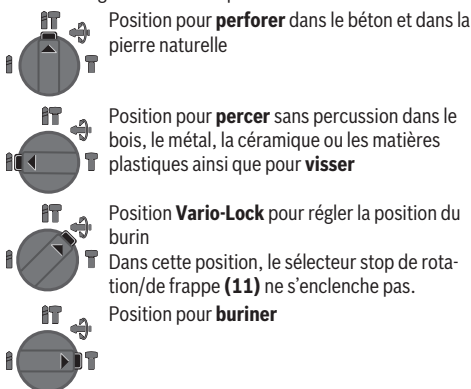 Position pour perforer dans le béton et dans la
pierre naturelle
Position pour percer sans percussion dans le
bois, le métal, la céramique ou les matières
plastiques ainsi que pour visser
Position Vario-Lock pour régler la position du
burin
Dans cette position, le sélecteur stop de rota-
tion/de frappe (11) ne s'enclenche pas.
Position pour buriner